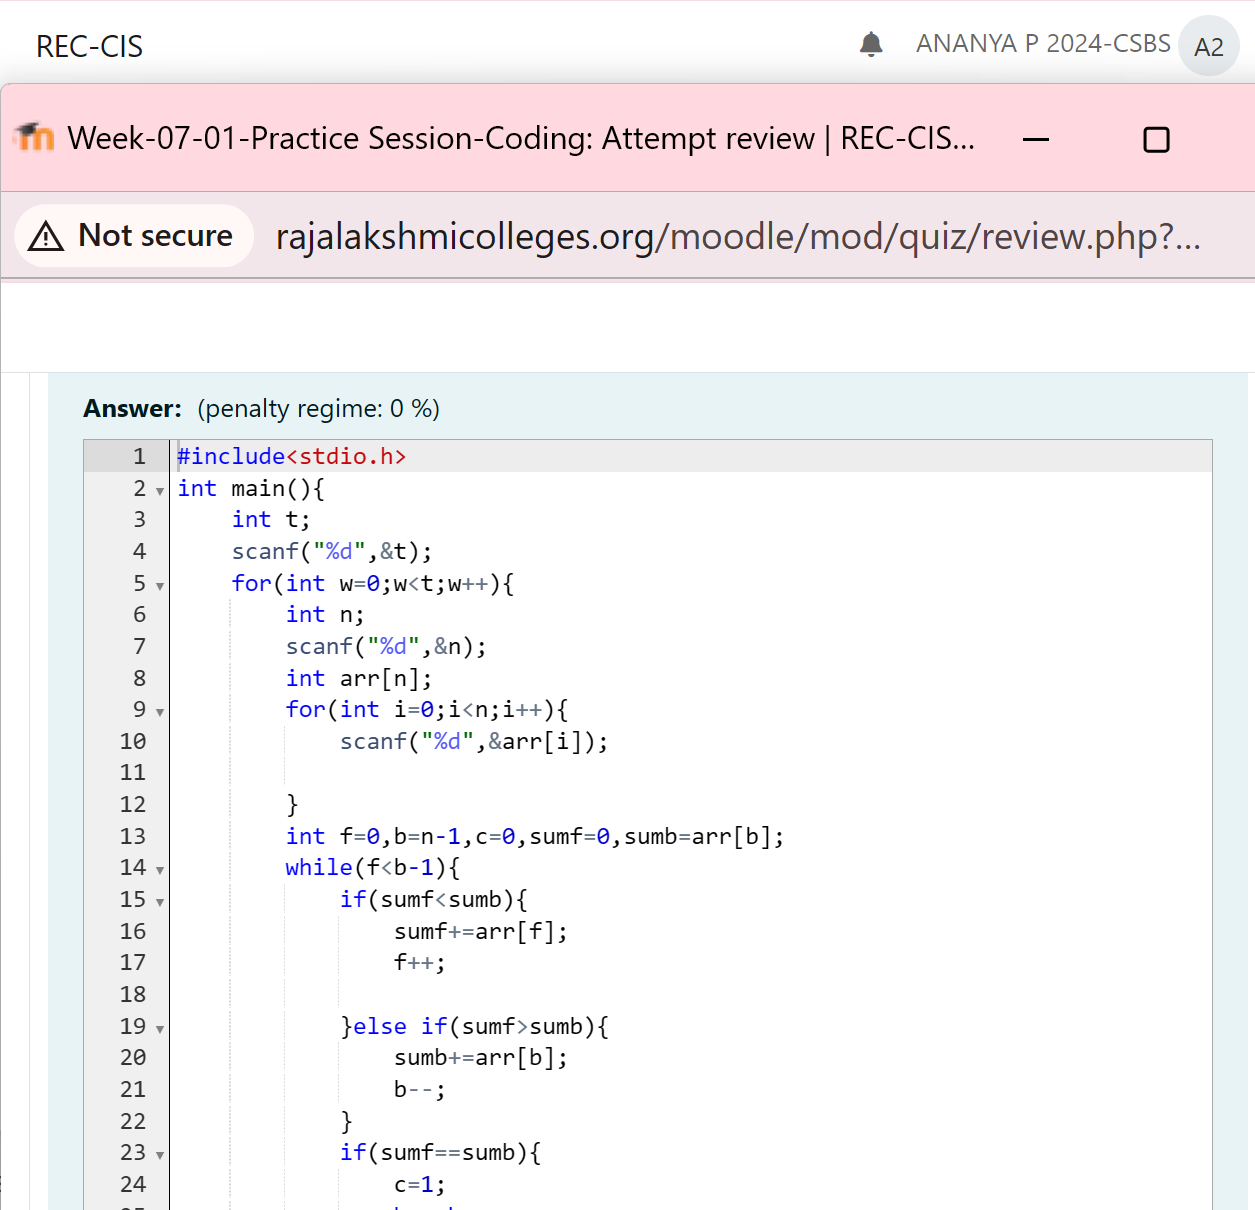 REC-CIS
ANANYA P 2024-CSBS A2
Week-07-01-Practice Session-Coding: Attempt review | REC-CIS...
Not secure rajalakshmicolleges.org/moodle/mod/quiz/review.php?...
Answer: (penalty regime: 0 %)
1 #include<stdio.h>
2 int main(){
3     int t;
4     scanf("%d",&t);
5     for(int w=0;w<t;w++){
6         int n;
7         scanf("%d",&n);
8         int arr[n];
9         for(int i=0;i<n;i++){
10             scanf("%d",&arr[i]);
11
12         }
13         int f=0,b=n-1,c=0,sumf=0,sumb=arr[b];
14         while(f<b-1){
15             if(sumf<sumb){
16                 sumf+=arr[f];
17                 f++;
18
19             }else if(sumf>sumb){
20                 sumb+=arr[b];
21                 b--;
22             }
23             if(sumf==sumb){
24                 c=1;